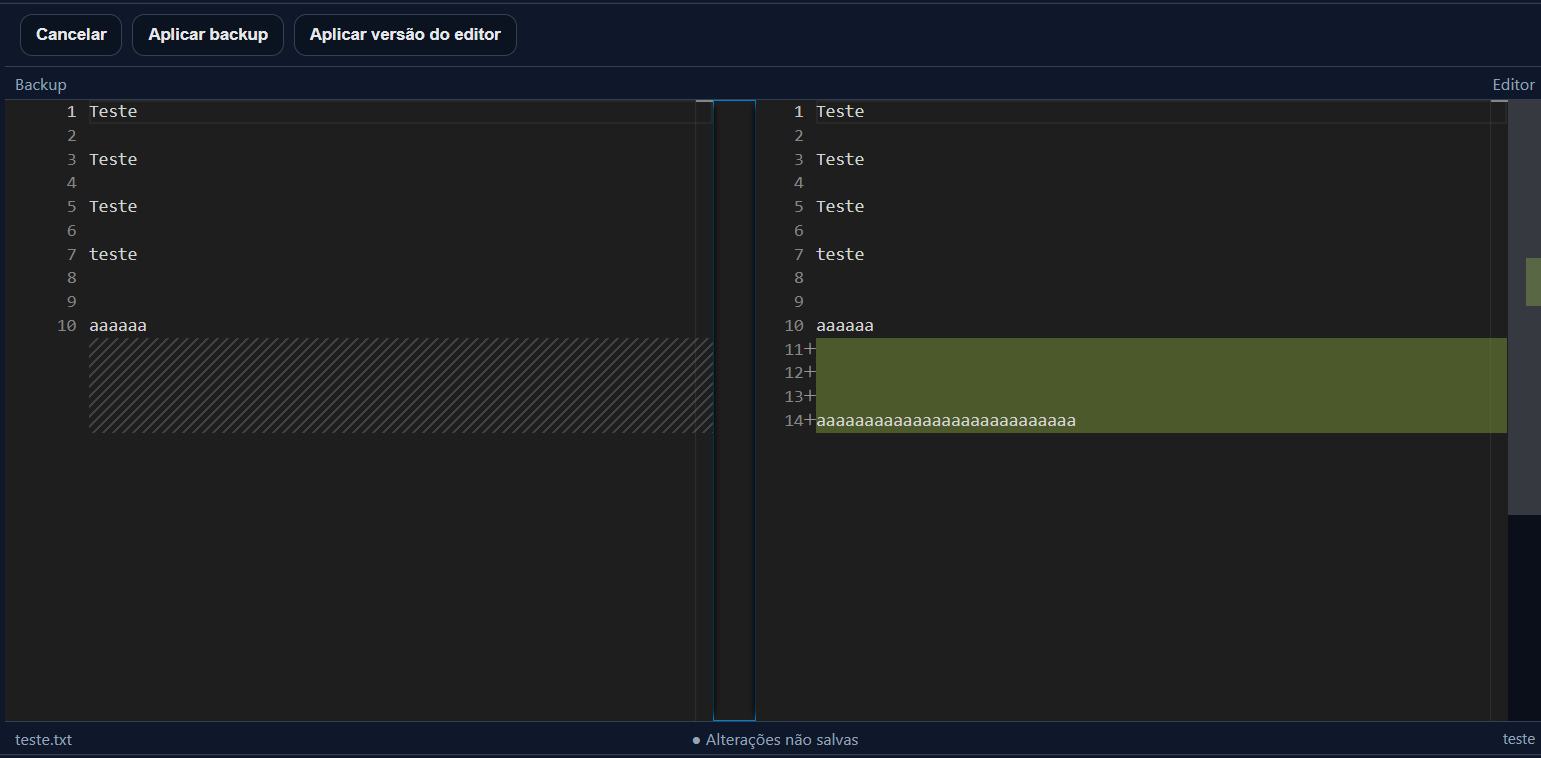 Cancelar Aplicar backup Aplicar versão do editor
Backup Editor
1 Teste
2
3 Teste
4
5 Teste
6
7 teste
8
9
10 aaaaaa
1 Teste
2
3 Teste
4
5 Teste
6
7 teste
8
9
10 aaaaaa
11+
12+
13+
14+aaaaaaaaaaaaaaaaaaaaaaaaaaa
teste.txt ● Alterações não salvas teste